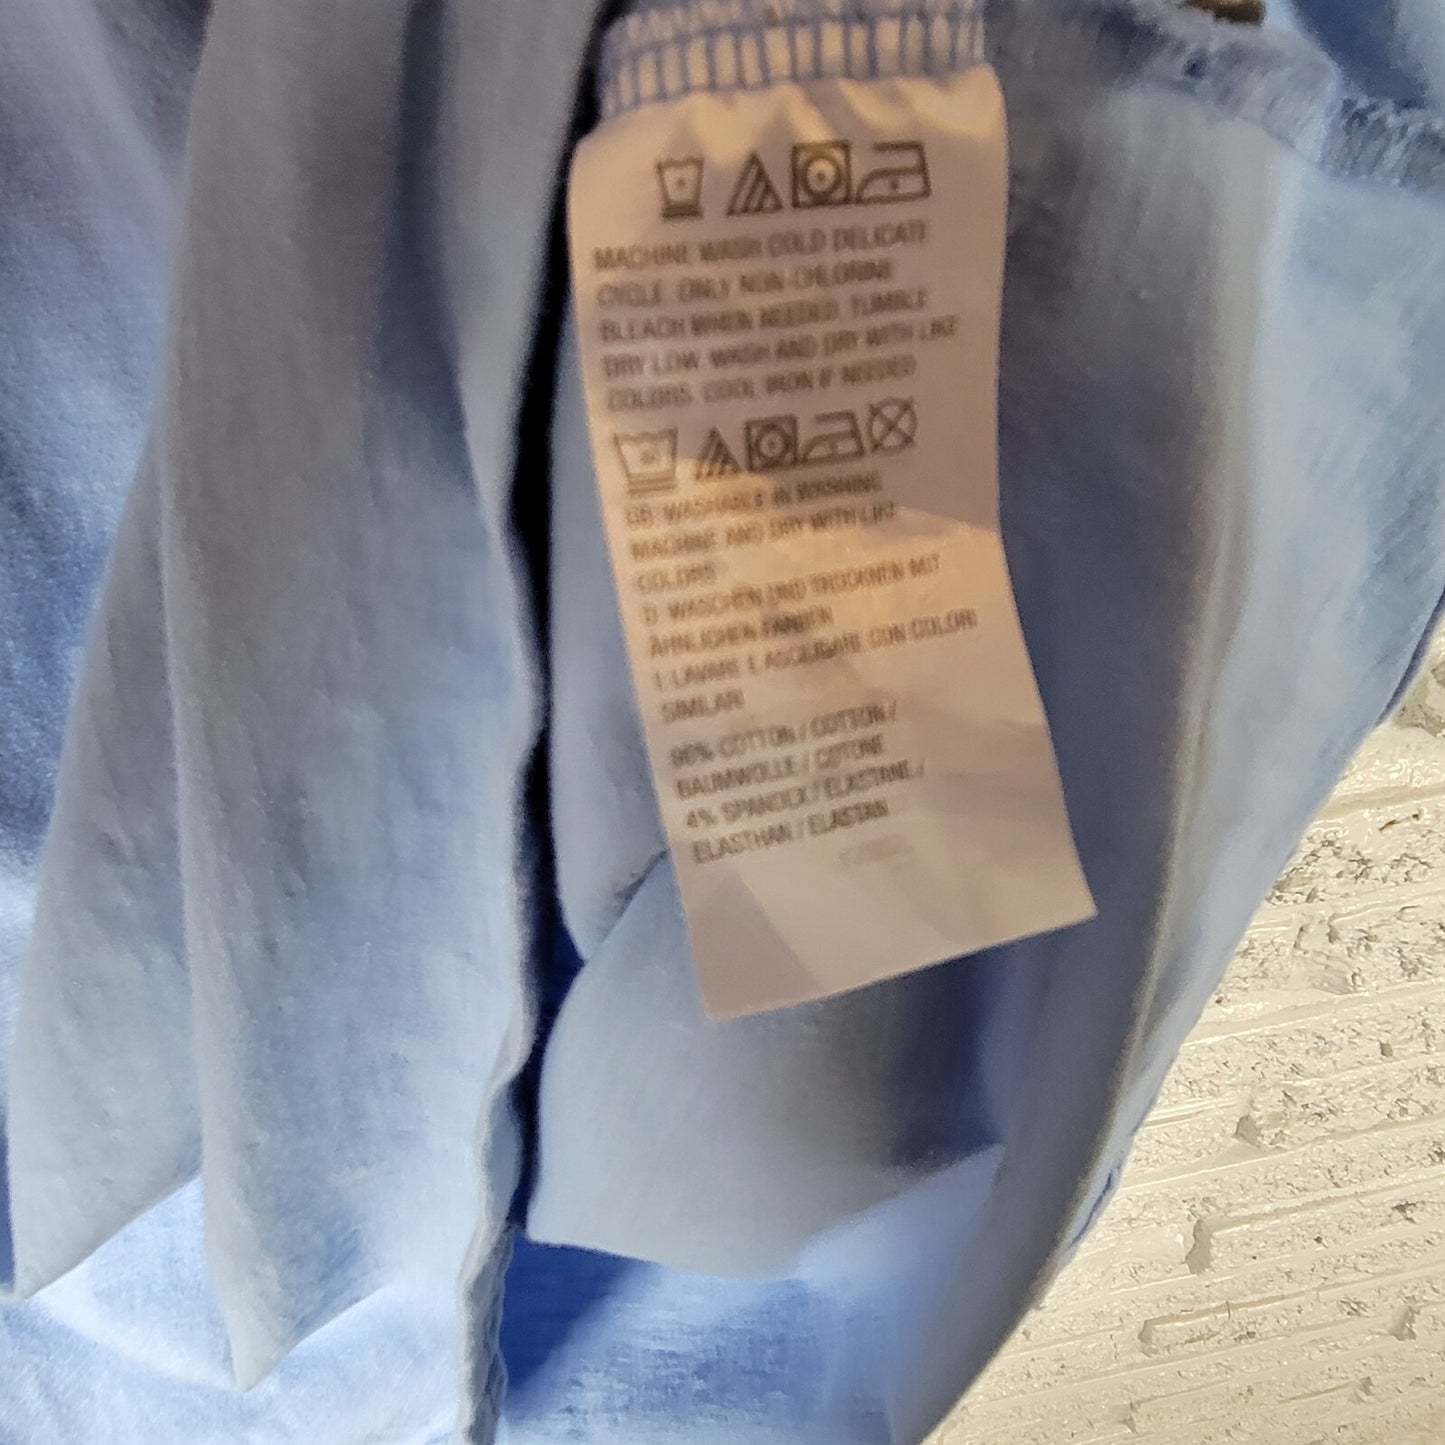 MACHINE WASH COLD DELICATE
CYCLE. ONLY NON-CHLORINE
BLEACH WHEN NEEDED. TUMBLE
DRY LOW. WASH AND DRY WITH LIKE
COLORS. COOL IRON IF NEEDED
GB: WASHABLE IN WASHING
MACHINE AND DRY WITH LIKE
COLORS
D: WASCHEN UND TROCKNEN MIT
ÄHNLICHEN FARBEN
I: LAVARE E ASCIUGARE CON COLORI
SIMILARI
96% COTTON / COTTON /
BAUMWOLLE / COTONE
4% SPANDEX / ELASTANE /
ELASTHAN / ELASTAN